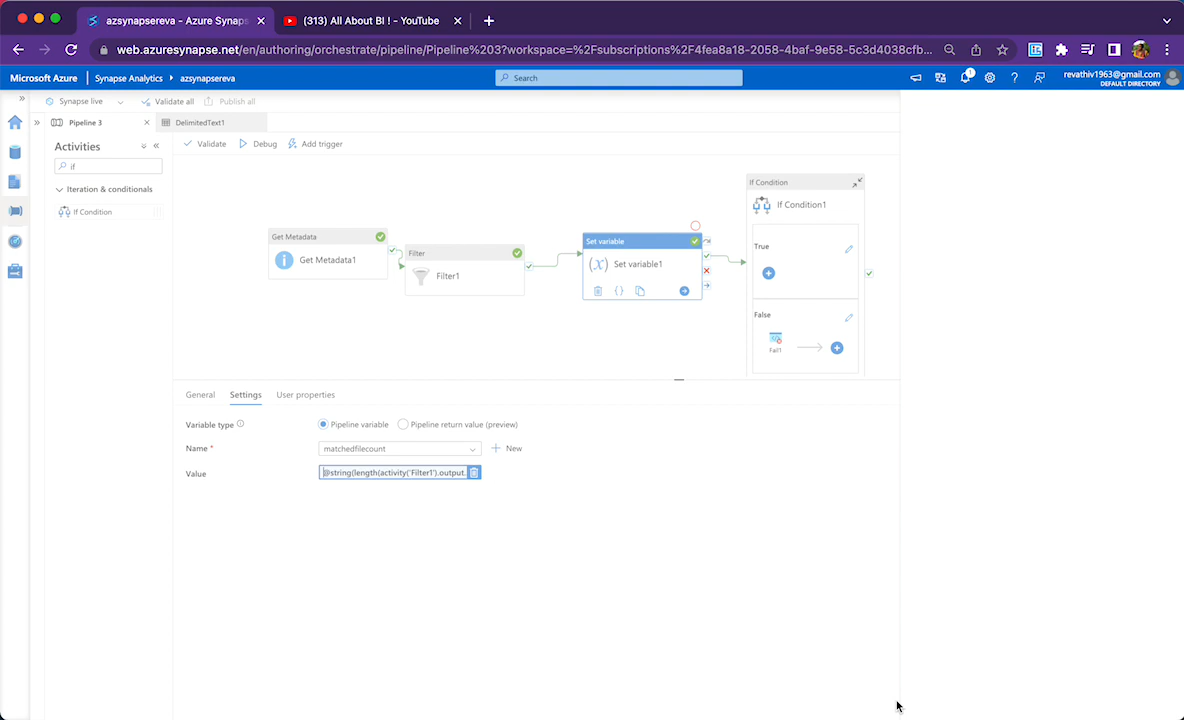 azsynapsereva - Azure Synaps
(313) All About BI ! - YouTube
web.azuresynapse.net/en/authoring/orchestrate/pipeline/Pipeline%203?workspace=%2Fsubscriptions%2F4fea8a18-2058-4baf-9e58-5c3d4038cfb...
Microsoft Azure
Synapse Analytics
azsynapsereva
Search
1
revathiv1963@gmail.com
DEFAULT DIRECTORY
Synapse live
Validate all
Publish all
Pipeline 3
DelimitedText1
Activities
if
Iteration & conditionals
If Condition
Validate
Debug
Add trigger
Get Metadata
Get Metadata1
Filter
Filter1
Set variable
(x) Set variable1
If Condition
If Condition1
True
False
Fail1
General
Settings
User properties
Variable type
Pipeline variable
Pipeline return value (preview)
Name *
matchedfilecount
New
Value
@string(length(activity('Filter1').output.